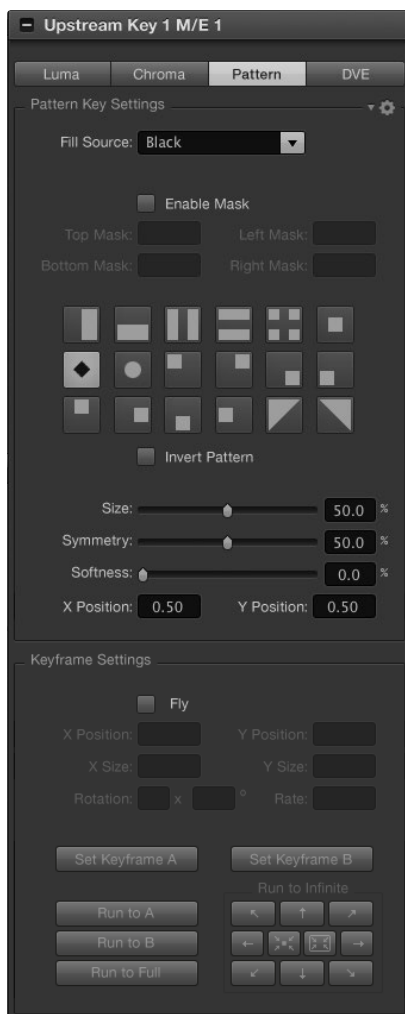 Upstream Key 1 M/E 1
Luma Chroma Pattern DVE
Pattern Key Settings
Fill Source: Black
Enable Mask
Top Mask: Left Mask:
Bottom Mask: Right Mask:
Invert Pattern
Size: 50.0 %
Symmetry: 50.0 %
Softness: 0.0 %
X Position: 0.50 Y Position: 0.50
Keyframe Settings
Fly
X Position: Y Position:
X Size: Y Size:
Rotation: x ° Rate:
Set Keyframe A Set Keyframe B
Run to Infinite
Run to A
Run to B
Run to Full